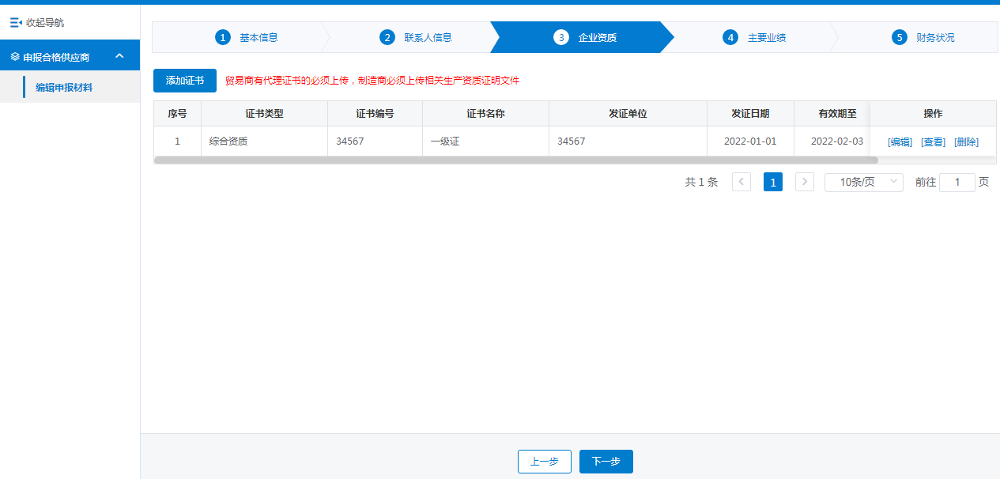 收起导航
申报合格供应商
编辑申报材料
1 基本信息 2 联系人信息 3 企业资质 4 主要业绩 5 财务状况
添加证书 贸易商有代理证书的必须上传，制造商必须上传相关生产资质证明文件
序号 证书类型 证书编号 证书名称 发证单位 发证日期 有效期至 操作
1 综合资质 34567 一级证 34567 2022-01-01 2022-02-03 [编辑] [查看] [删除]
共 1 条 1 10条/页 前往 1 页
上一步 下一步